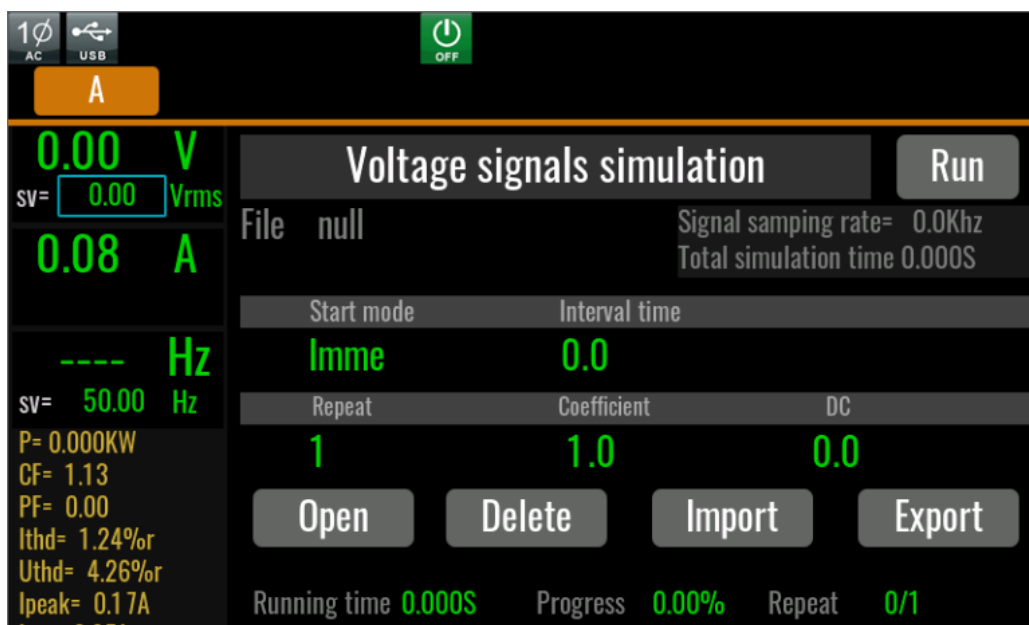 1Ø
AC
USB
OFF
A
0.00 V
sv= 0.00 Vrms
0.08 A
---- Hz
sv= 50.00 Hz
P= 0.000KW
CF= 1.13
PF= 0.00
Ithd= 1.24%r
Uthd= 4.26%r
Ipeak= 0.17A
Voltage signals simulation
Run
File null
Signal samping rate= 0.0Khz
Total simulation time 0.000S
Start mode Interval time
Imme 0.0
Repeat Coefficient DC
1 1.0 0.0
Open Delete Import Export
Running time 0.000S Progress 0.00% Repeat 0/1